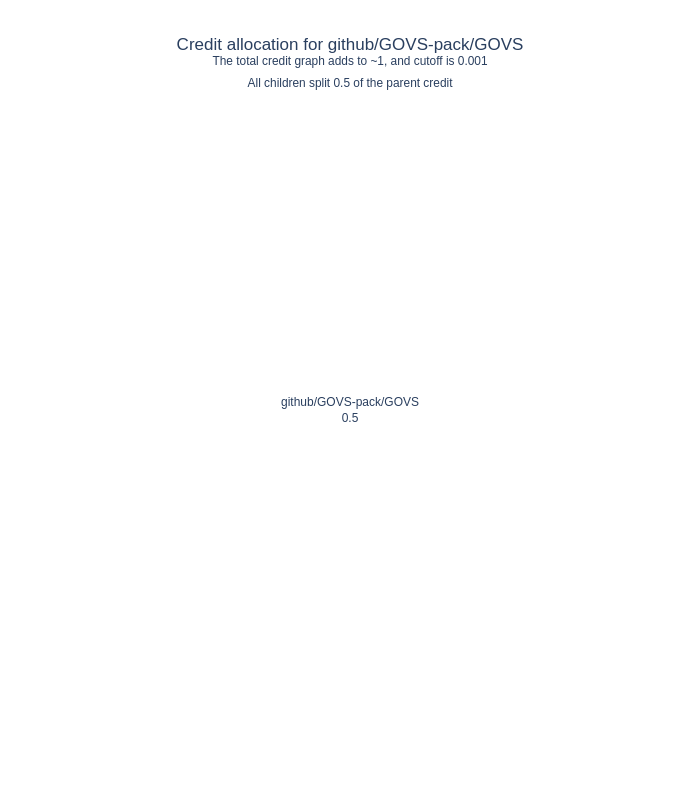 Credit allocation for github/GOVS-pack/GOVS
The total credit graph adds to ~1, and cutoff is 0.001
All children split 0.5 of the parent credit
github/GOVS-pack/GOVS
0.5